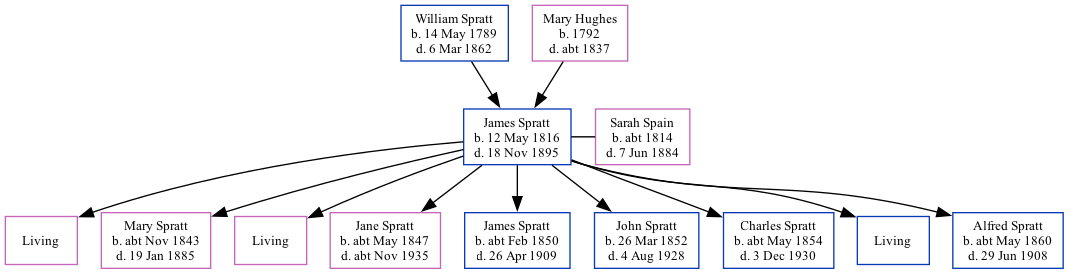 William Spratt
b. 14 May 1789
d. 6 Mar 1862
Mary Hughes
b. 1792
d. abt 1837
James Spratt
b. 12 May 1816
d. 18 Nov 1895
Sarah Spain
b. abt 1814
d. 7 Jun 1884
Living
Mary Spratt
b. abt Nov 1843
d. 19 Jan 1885
Living
Jane Spratt
b. abt May 1847
d. abt Nov 1935
James Spratt
b. abt Feb 1850
d. 26 Apr 1909
John Spratt
b. 26 Mar 1852
d. 4 Aug 1928
Charles Spratt
b. abt May 1854
d. 3 Dec 1930
Living
Alfred Spratt
b. abt May 1860
d. 29 Jun 1908